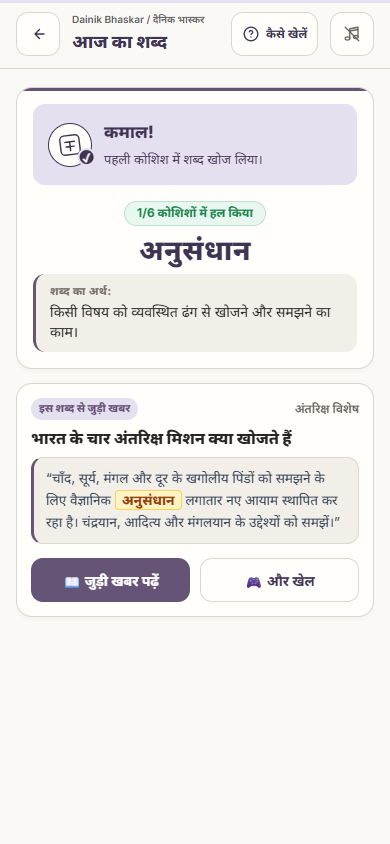 Dainik Bhaskar / दैनिक भास्कर
आज का शब्द
कैसे खेलें
कमाल!
पहली कोशिश में शब्द खोज लिया।
1/6 कोशिशों में हल किया
अनुसंधान
शब्द का अर्थ:
किसी विषय को व्यवस्थित ढंग से खोजने और समझने का
काम।
इस शब्द से जुड़ी खबर
अंतरिक्ष विशेष
भारत के चार अंतरिक्ष मिशन क्या खोजते हैं
“चाँद, सूर्य, मंगल और दूर के खगोलीय पिंडों को समझने के
लिए वैज्ञानिक अनुसंधान लगातार नए आयाम स्थापित कर
रहा है। चंद्रयान, आदित्य और मंगलयान के उद्देश्यों को समझें।”
जुड़ी खबर पढ़ें
और खेल